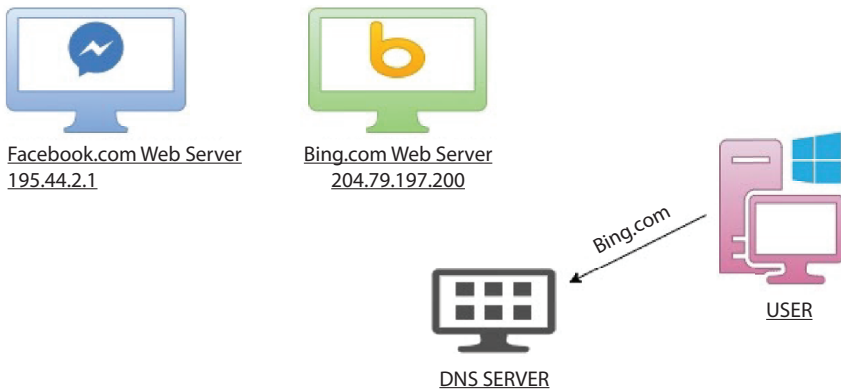 Facebook.com Web Server
195.44.2.1
Bing.com Web Server
204.79.197.200
Bing.com
USER
DNS SERVER